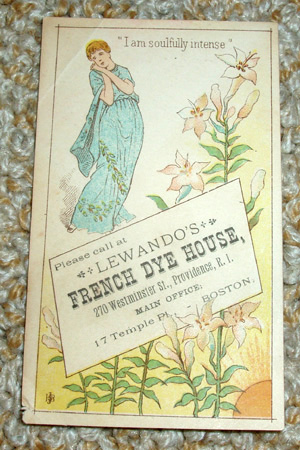 "I am soulfully intense"
Please call at
LEWANDO'S
FRENCH DYE HOUSE,
270 Westminster St., Providence, R. I.
MAIN OFFICE:
17 Temple BOSTON.